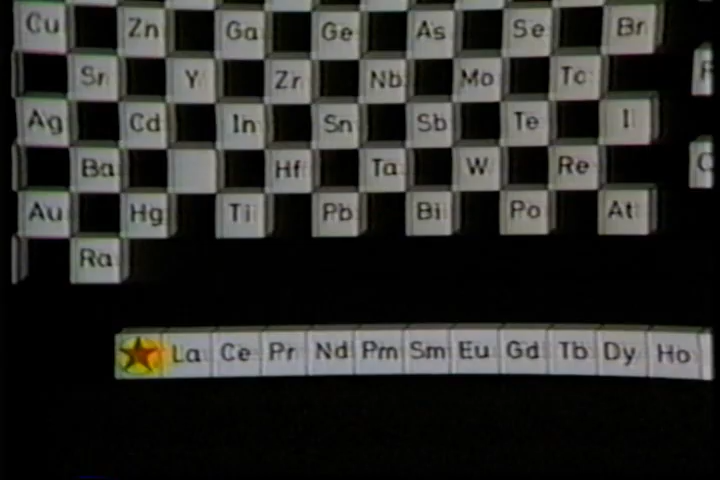 Cu Zn Ga Ge As Se Br
Sr Y Zr Nb Mo Tc
Ag Cd In Sn Sb Te I
Ba Hf Ta W Re
Au Hg Tl Pb Bi Po At
Ra
La Ce Pr Nd Pm Sm Eu Gd Tb Dy Ho